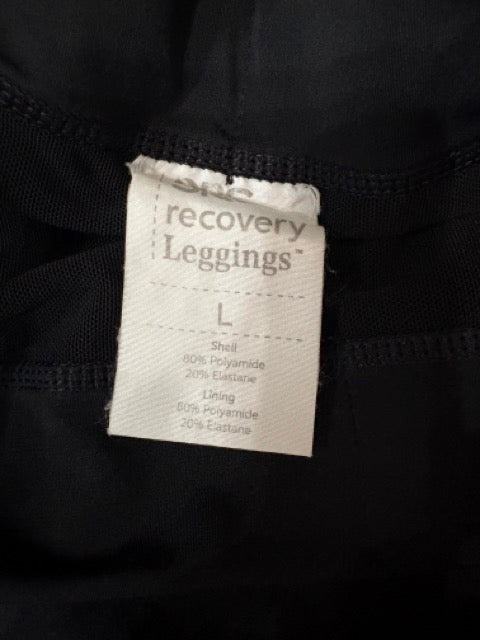 recovery
Leggings™
L
Shell
80% Polyamide
20% Elastane
Lining
80% Polyamide
20% Elastane